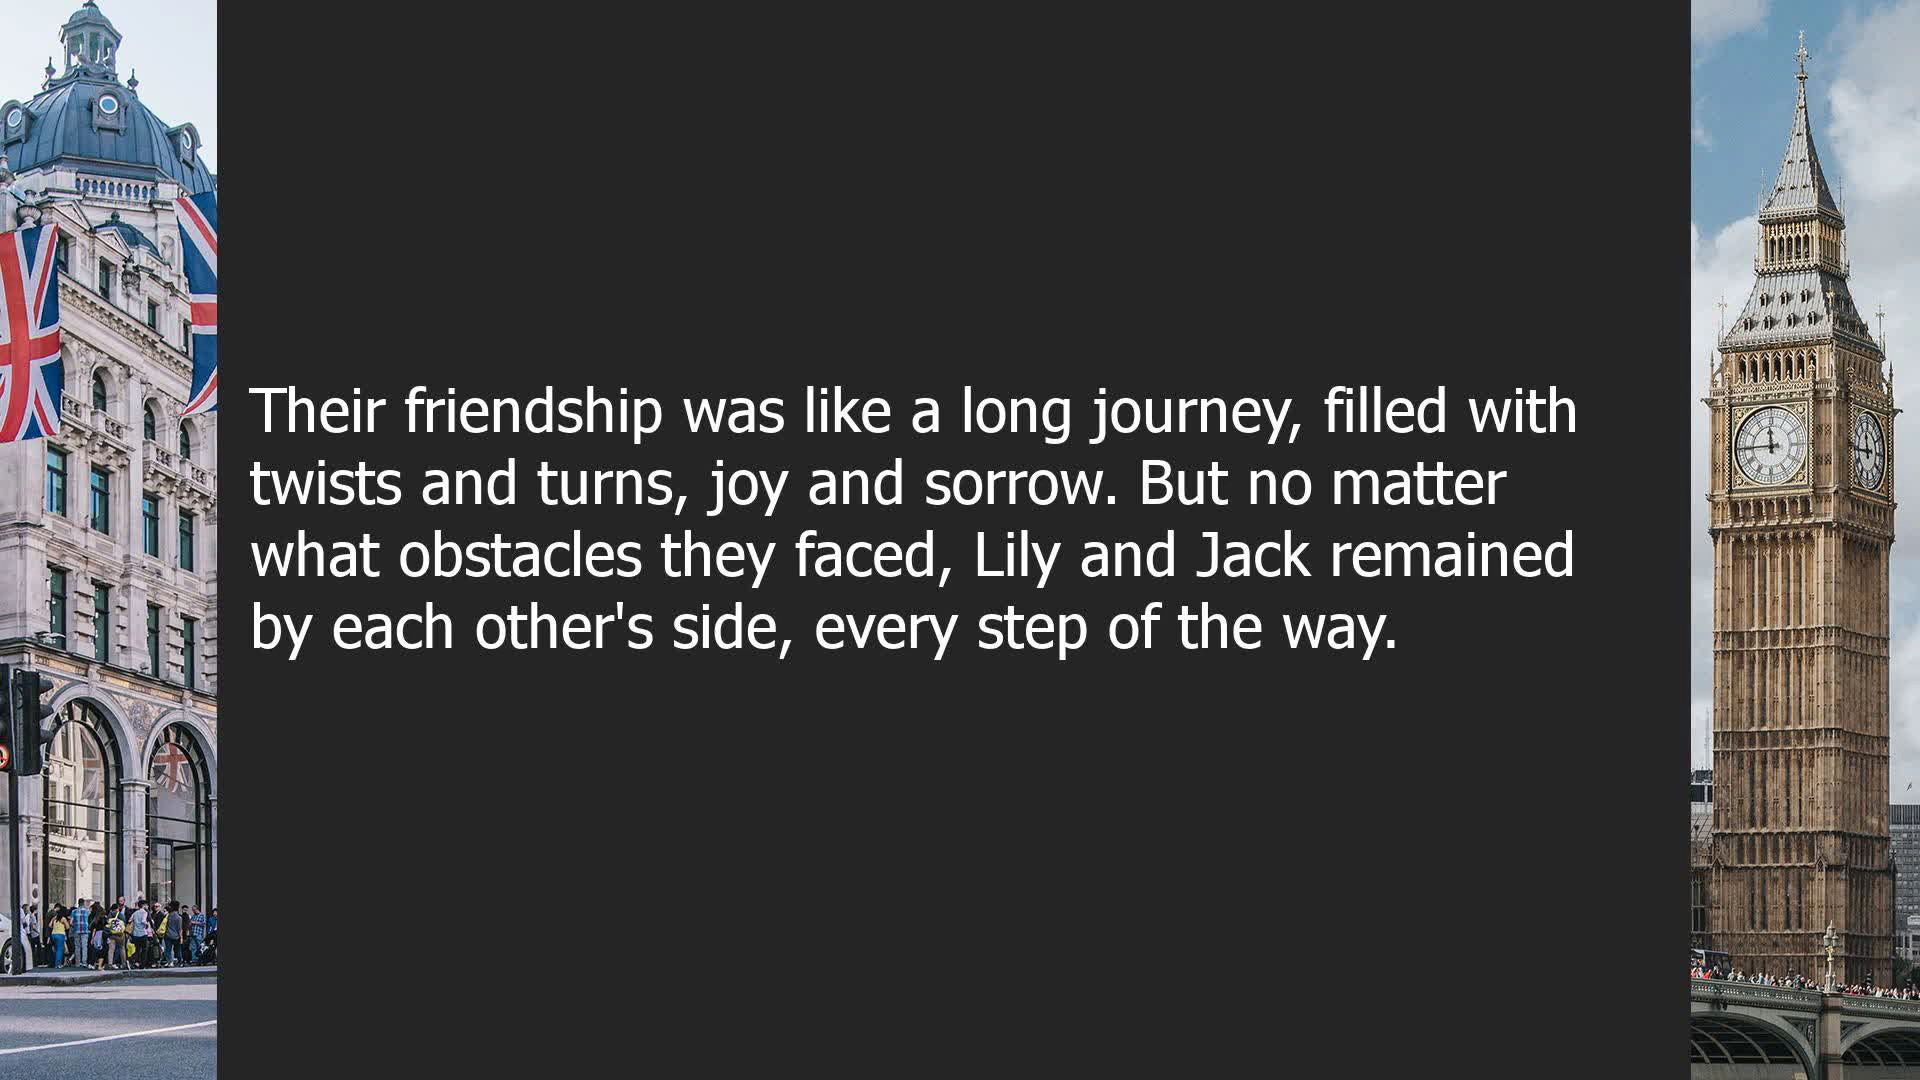 Their friendship was like a long journey, filled with
twists and turns, joy and sorrow. But no matter
what obstacles they faced, Lily and Jack remained
by each other's side, every step of the way.